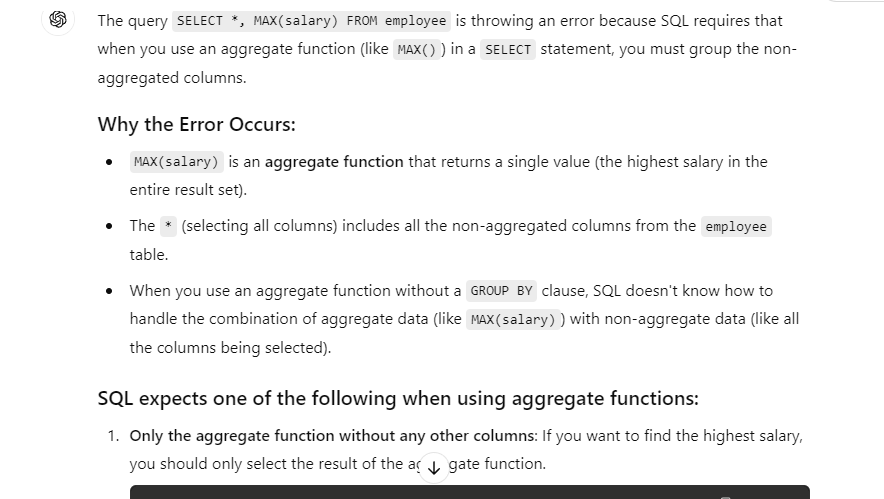 The query SELECT *, MAX(salary) FROM employee is throwing an error because SQL requires that
when you use an aggregate function (like MAX() ) in a SELECT statement, you must group the non-
aggregated columns.
Why the Error Occurs:
• MAX(salary) is an aggregate function that returns a single value (the highest salary in the
entire result set).
• The * (selecting all columns) includes all the non-aggregated columns from the employee
table.
• When you use an aggregate function without a GROUP BY clause, SQL doesn't know how to
handle the combination of aggregate data (like MAX(salary) ) with non-aggregate data (like all
the columns being selected).
SQL expects one of the following when using aggregate functions:
1. Only the aggregate function without any other columns: If you want to find the highest salary,
you should only select the result of the gate function.